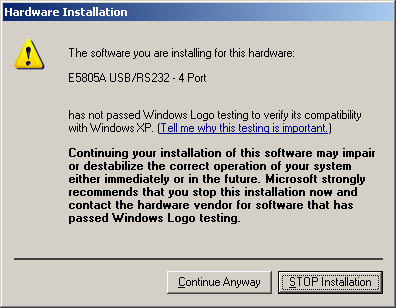 Hardware Installation
The software you are installing for this hardware:
E5805A USB/RS232 - 4 Port
has not passed Windows Logo testing to verify its compatibility
with Windows XP. (Tell me why this testing is important.)
Continuing your installation of this software may impair
or destabilize the correct operation of your system
either immediately or in the future. Microsoft strongly
recommends that you stop this installation now and
contact the hardware vendor for software that has
passed Windows Logo testing.
Continue Anyway
STOP Installation